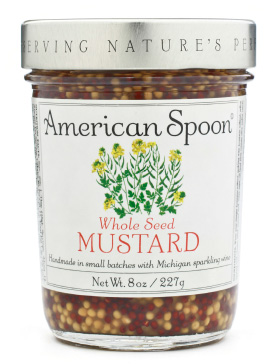 SERVING NATURE'S
American Spoon®
Whole Seed
MUSTARD
Handmade in small batches with Michigan sparkling wine
Net Wt. 8 oz / 227g